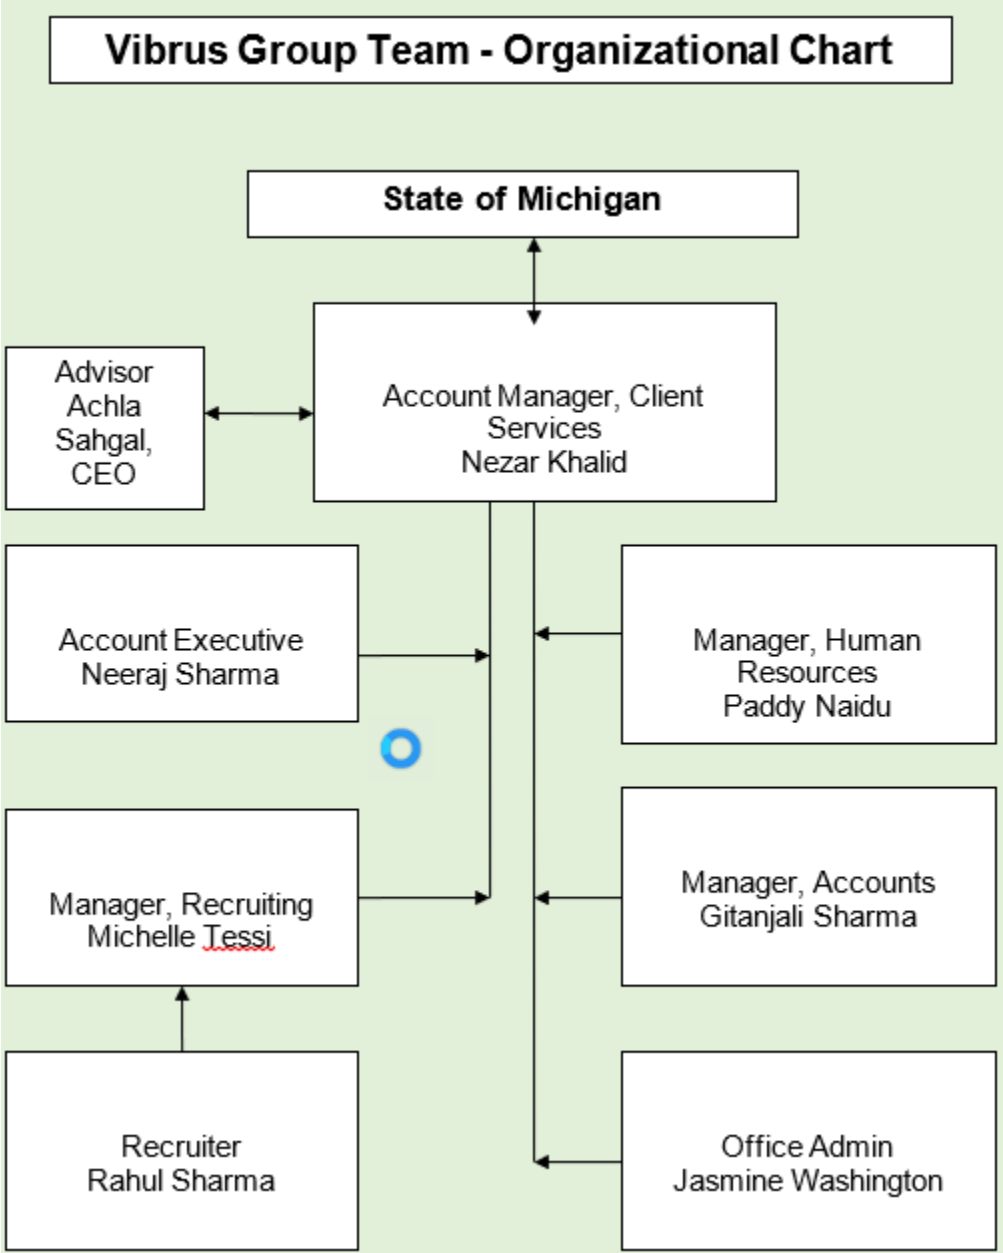 Vibrus Group Team - Organizational Chart
State of Michigan
Advisor
Achla
Sahgal,
CEO
Account Manager, Client
Services
Nezar Khalid
Account Executive
Neeraj Sharma
Manager, Human
Resources
Paddy Naidu
Manager, Recruiting
Michelle Tessi
Manager, Accounts
Gitanjali Sharma
Recruiter
Rahul Sharma
Office Admin
Jasmine Washington